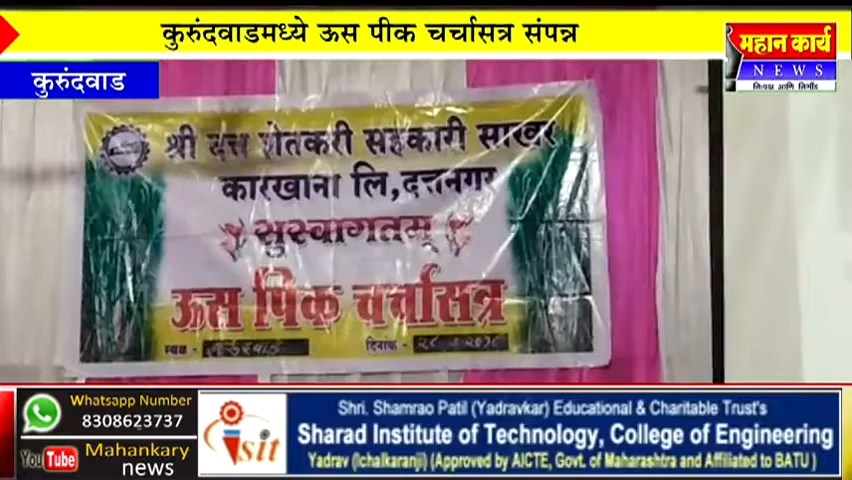 कुरुंदवाडमध्ये ऊस पीक चर्चासत्र संपन्न
महान कार्य
NEWS
कुरुंदवाड
श्री दत्त शेतकरी सहकारी साखर
कारखाना लि,दत्तनगर
सुस्वागतम्
ऊस पिक चर्चासत्र
स्थळ -
दिनांक -
Whatsapp Number
8308623737
YouTube
Mahankary
news
sit
Shri. Shamrao Patil (Yadravkar) Educational & Charitable Trust's
Sharad Institute of Technology, College of Engineering
Yadrav (Ichalkaranji) (Approved by AICTE, Govt. of Maharashtra and Affiliated to BATU )